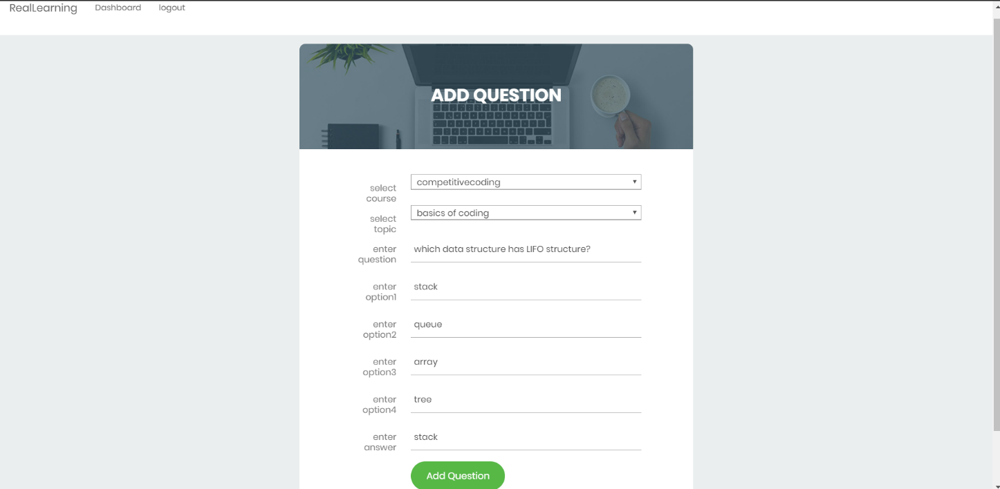 RealLearning Dashboard logout
ADD QUESTION
select
course
competitivecoding
select
topic
basics of coding
enter
question
which data structure has LIFO structure?
enter
option1
stack
enter
option2
queue
enter
option3
array
enter
option4
tree
enter
answer
stack
Add Question